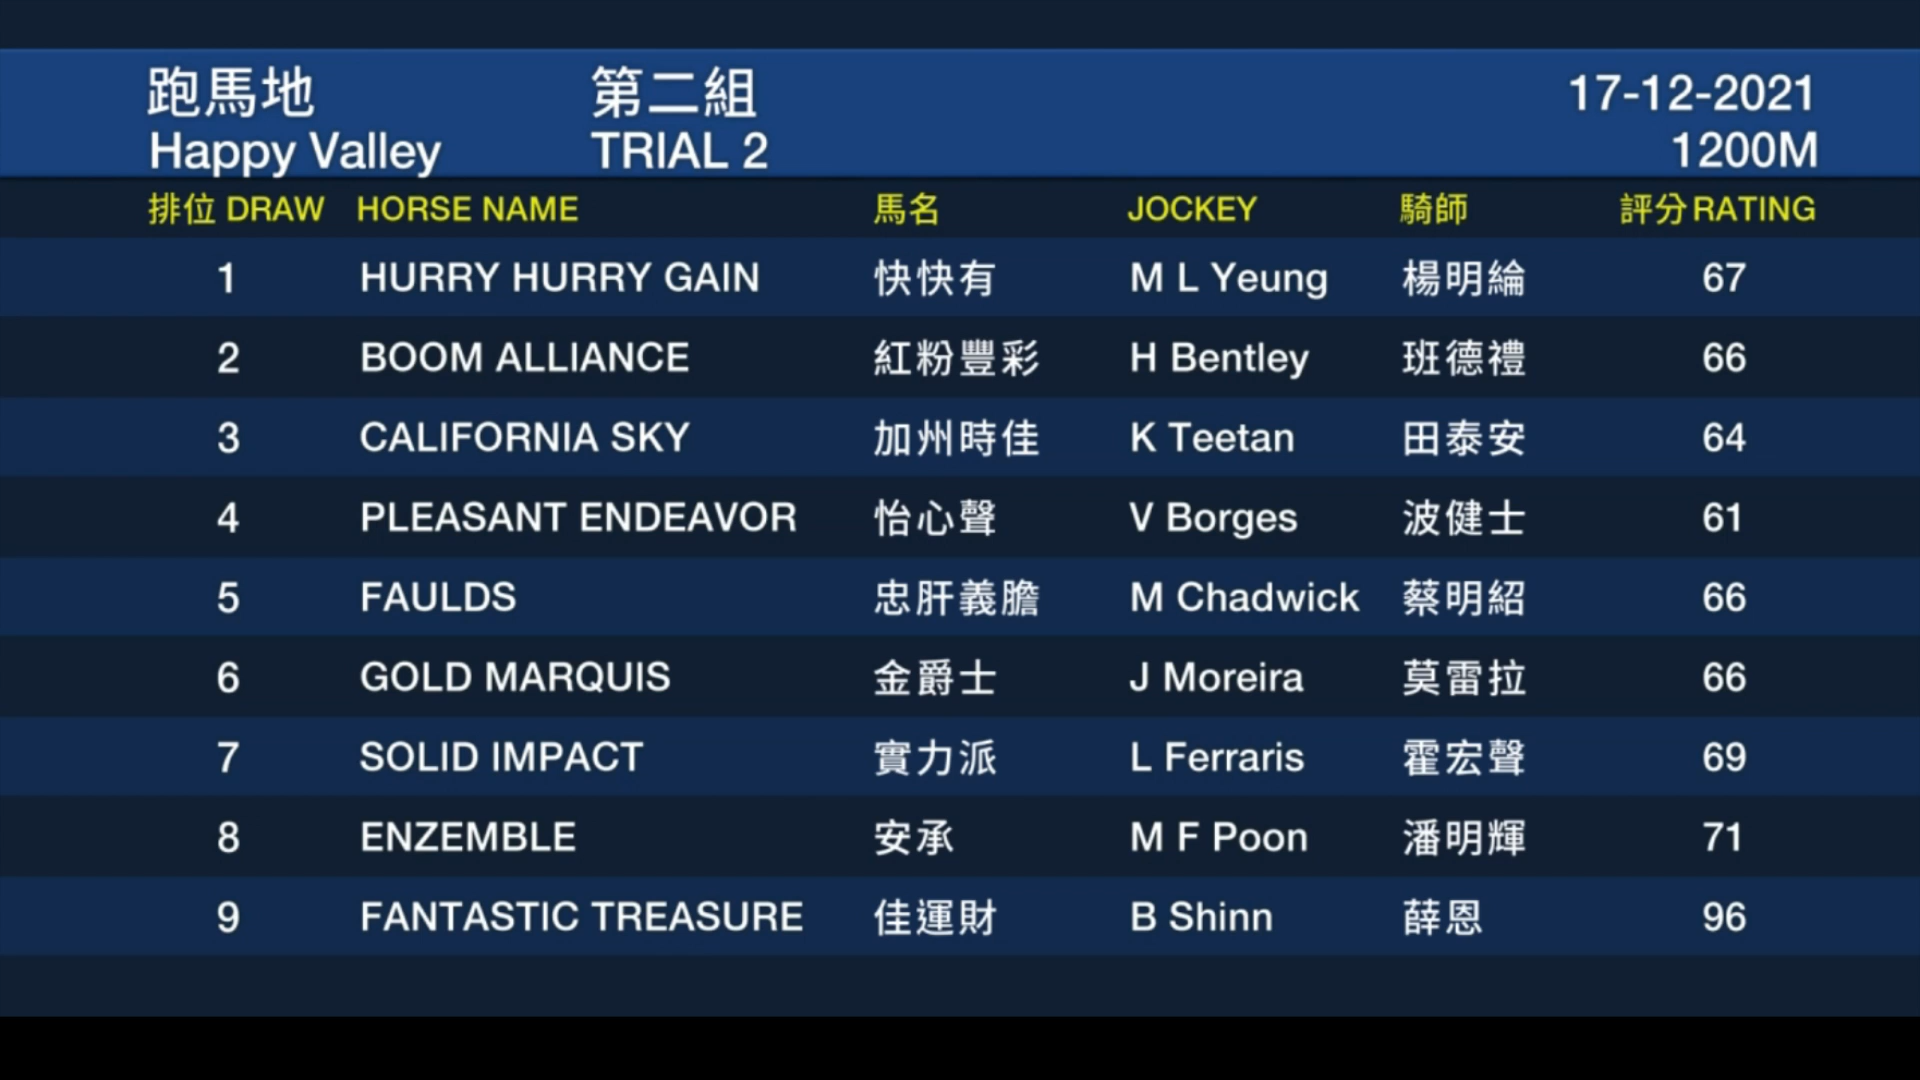 跑馬地 第二組 17-12-2021
Happy Valley TRIAL 2 1200M
排位 DRAW HORSE NAME 馬名 JOCKEY 騎師 評分 RATING
1 HURRY HURRY GAIN 快快有 M L Yeung 楊明綸 67
2 BOOM ALLIANCE 紅粉豐彩 H Bentley 班德禮 66
3 CALIFORNIA SKY 加州時佳 K Teetan 田泰安 64
4 PLEASANT ENDEAVOR 怡心聲 V Borges 波健士 61
5 FAULDS 忠肝義膽 M Chadwick 蔡明紹 66
6 GOLD MARQUIS 金爵士 J Moreira 莫雷拉 66
7 SOLID IMPACT 實力派 L Ferraris 霍宏聲 69
8 ENZEMBLE 安承 M F Poon 潘明輝 71
9 FANTASTIC TREASURE 佳運財 B Shinn 薛恩 96